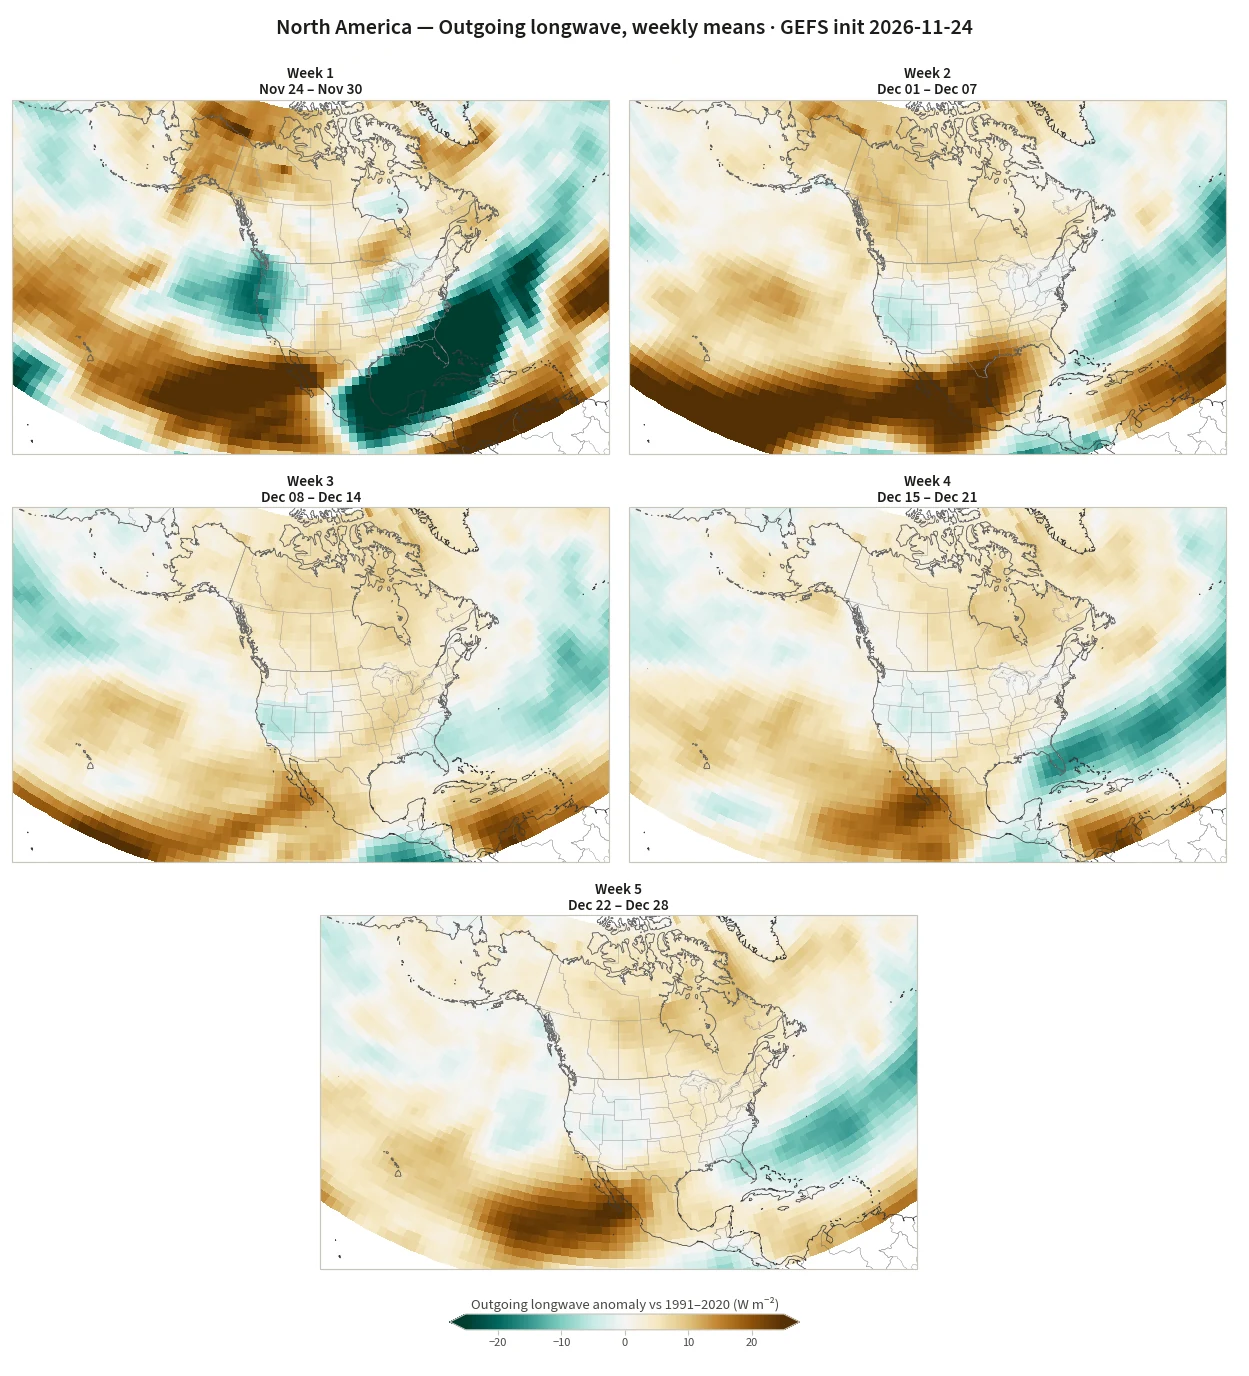 North America — Outgoing longwave, weekly means · GEFS init 2026-11-24
Week 1
Nov 24 – Nov 30
Week 2
Dec 01 – Dec 07
Week 3
Dec 08 – Dec 14
Week 4
Dec 15 – Dec 21
Week 5
Dec 22 – Dec 28
Outgoing longwave anomaly vs 1991–2020 (W m⁻²)
−20 −10 0 10 20